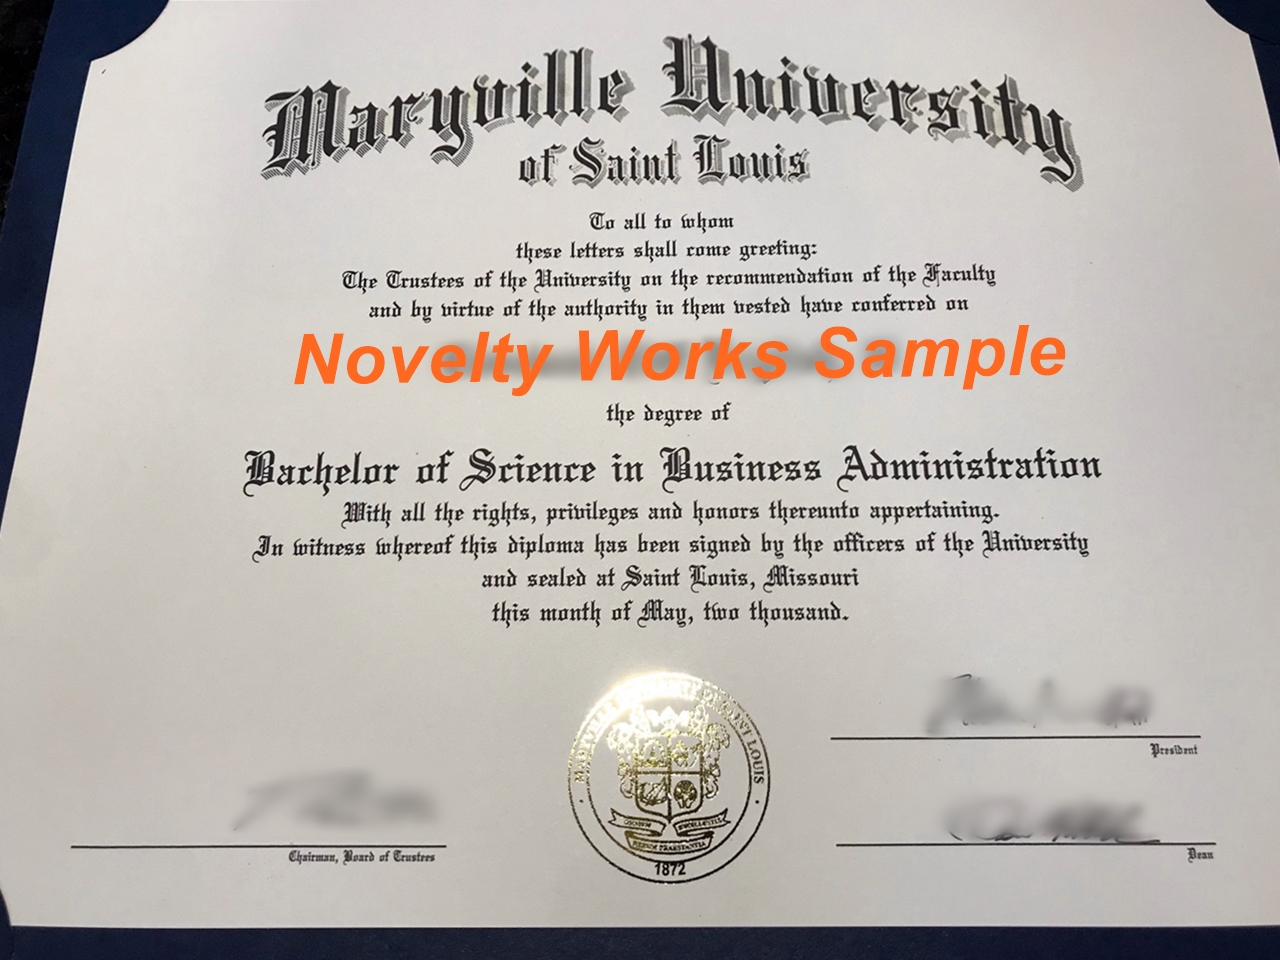 Maryville University
of Saint Louis
To all to whom
these letters shall come greeting:
The Trustees of the University on the recommendation of the Faculty
and by virtue of the authority in them vested have conferred on
Novelty Works Sample
the degree of
Bachelor of Science in Business Administration
With all the rights, privileges and honors thereunto appertaining.
In witness whereof this diploma has been signed by the officers of the University
and sealed at Saint Louis, Missouri
this month of May, two thousand.
President
Chairman, Board of Trustees
Dean
1872